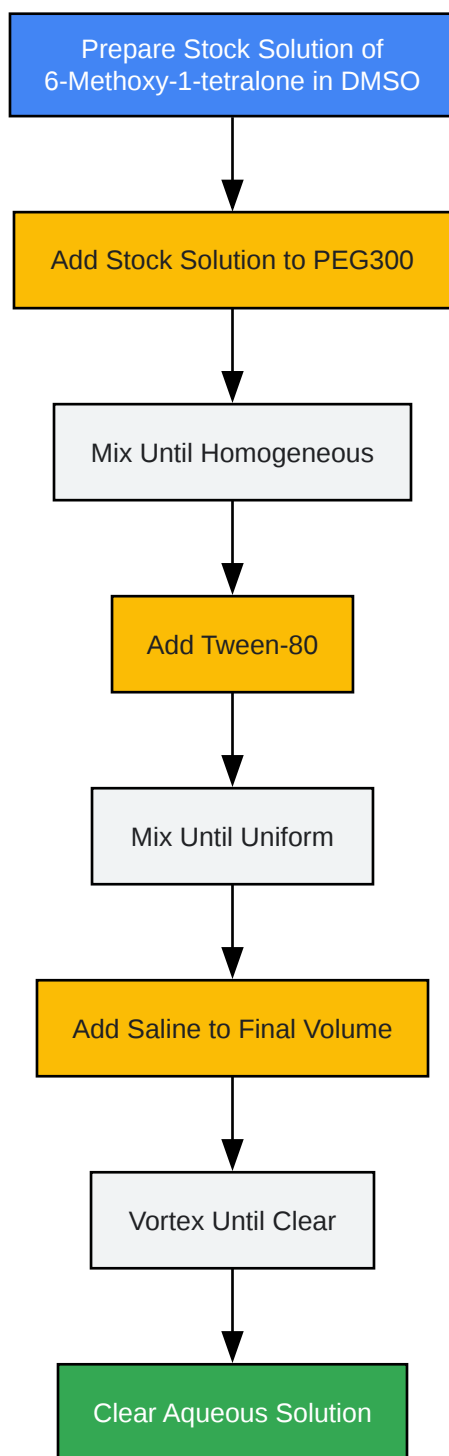 Prepare Stock Solution of
6-Methoxy-1-tetralone in DMSO
Add Stock Solution to PEG300
Mix Until Homogeneous
Add Tween-80
Mix Until Uniform
Add Saline to Final Volume
Vortex Until Clear
Clear Aqueous Solution